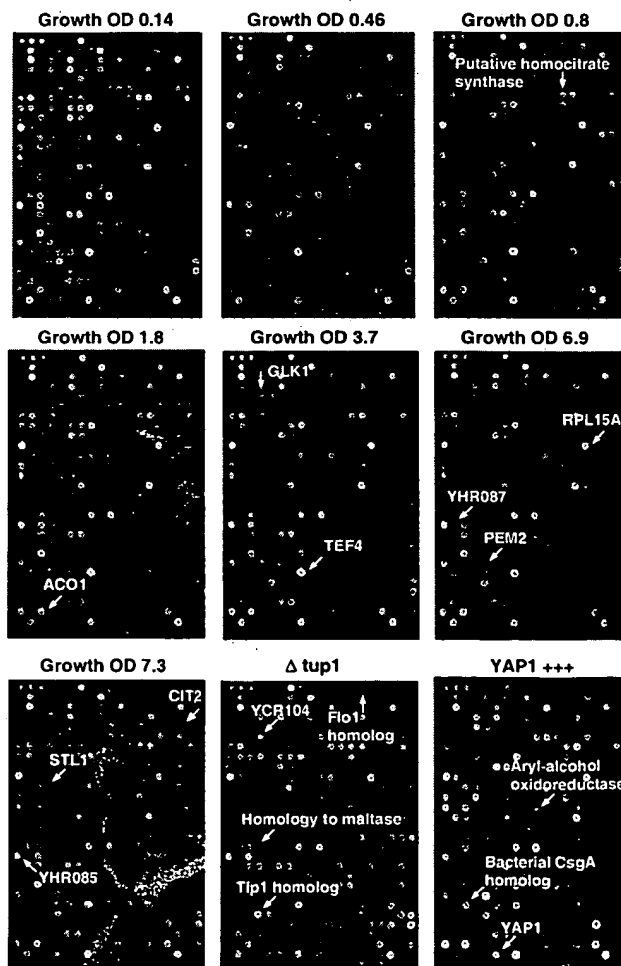 Growth OD 0.14
Growth OD 0.46
Growth OD 0.8
Putative homocitrate
synthase
Growth OD 1.8
Growth OD 3.7
Growth OD 6.9
GLK1
RPL15A
YHR087
PEM2
TEF4
ACO1
Growth OD 7.3
Δ tup1
YAP1 +++
CIT2
YCR104
Flo1
homolog
STL1
Aryl-alcohol
oxidoreductase
Homology to maltase
YHR085
Bacterial CsgA
homolog
Tip1 homolog
YAP1